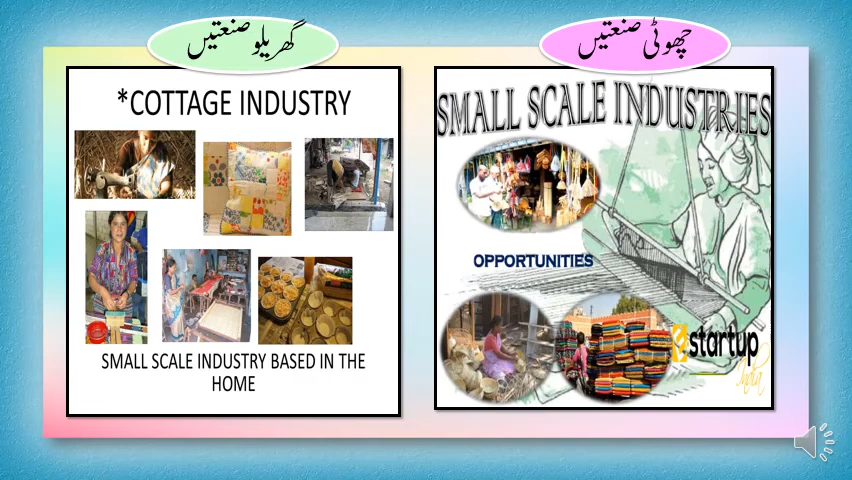 گھریلو صنعتیں
*COTTAGE INDUSTRY
SMALL SCALE INDUSTRY BASED IN THE
HOME
چھوٹی صنعتیں
SMALL SCALE INDUSTRIES
OPPORTUNITIES
startup
India